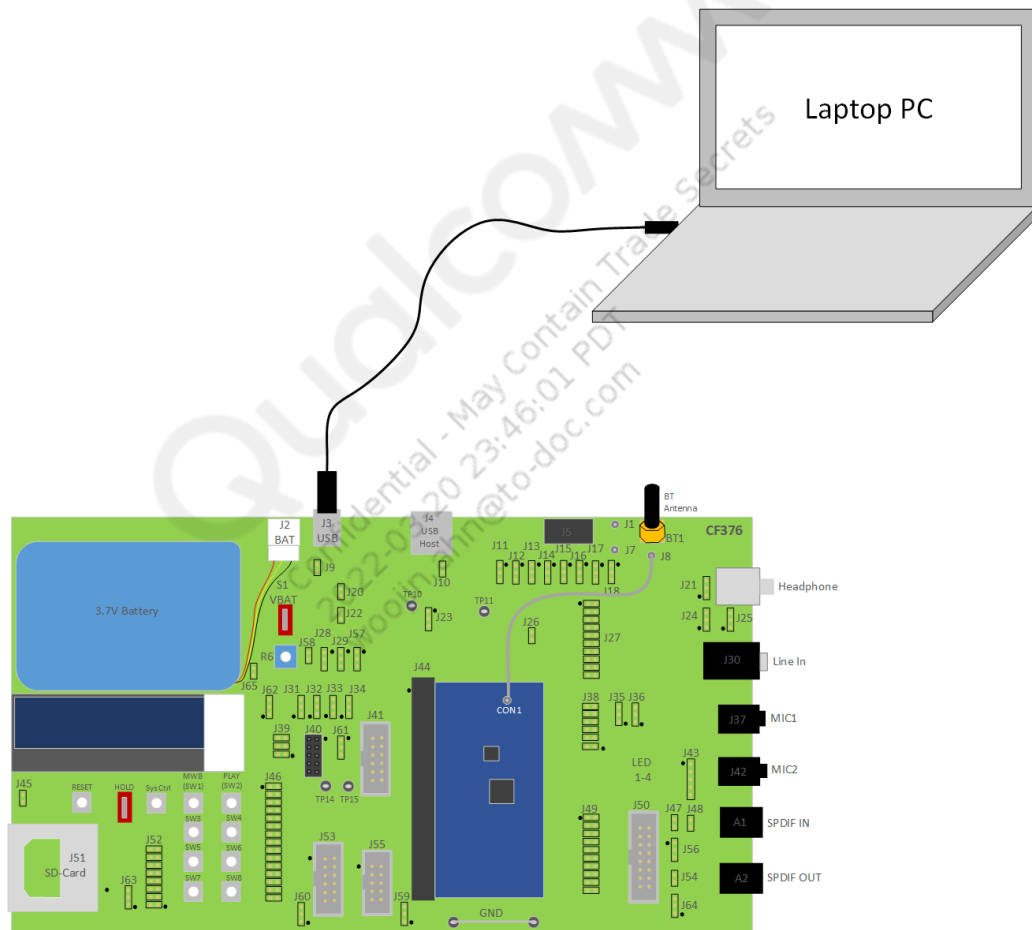 Laptop PC
Qualcomm
Confidential - May Contain Trade Secrets
2022-03-20 23:46:01 PDT
woojin.ahn@to-doc.com
BT
Antenna
J3
USB
J4
USB
Host
J2
BAT
J5
J1
BT1
CF376
J7
J8
J9
J10
J11
J12
J13
J14
J15
J16
J17
J18
S1
VBAT
J20
J22
TP10
J23
TP11
J26
J27
J21
Headphone
J24
J25
3.7V Battery
R6
J58
J28
J29
J57
J65
J44
J30
Line In
J62
J31
J32
J33
J34
CON1
J38
J35
J36
J37
MIC1
J39
J40
J61
J41
J42
MIC2
LED
1-4
J43
J45
RESET
HOLD
Sys Ctrl
MWB
(SW1)
PLAY
(SW2)
J46
TP14
TP15
J49
J50
J47
J48
A1
SPDIF IN
SW3
SW4
SW5
SW6
SW7
SW8
J51
SD-Card
J52
J53
J55
J56
J54
A2
SPDIF OUT
J63
J60
J59
J64
GND